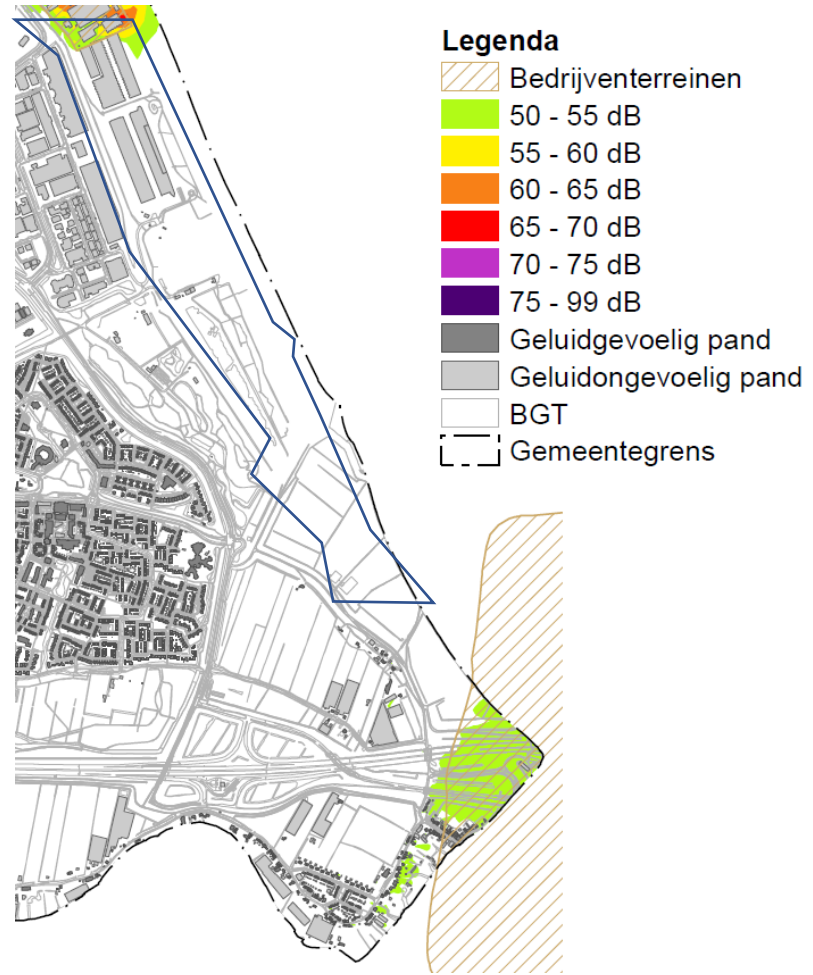 Legenda
Bedrijventerreinen
50 - 55 dB
55 - 60 dB
60 - 65 dB
65 - 70 dB
70 - 75 dB
75 - 99 dB
Geluidgevoelig pand
Geluidongevoelig pand
BGT
Gemeentegrens